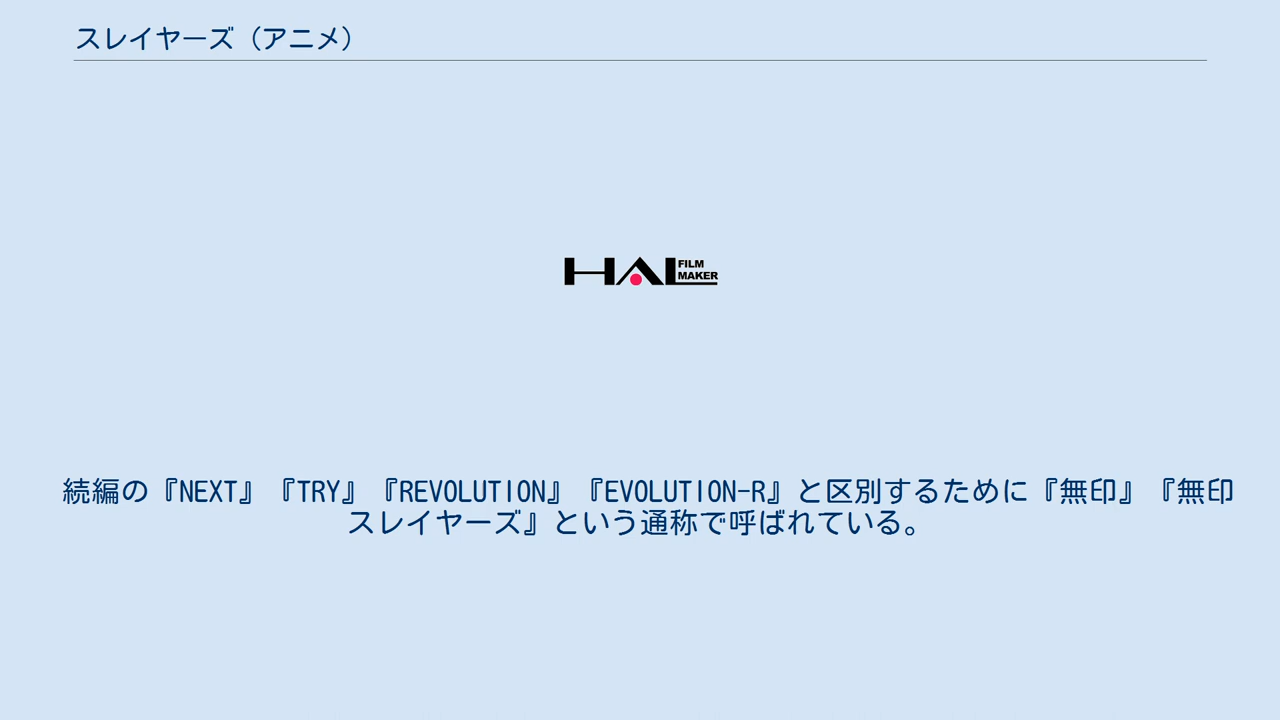 スレイヤーズ（アニメ）
HAL FILM
MAKER
続編の『NEXT』『TRY』『REVOLUTION』『EVOLUTION-R』と区別するために『無印』『無印
スレイヤーズ』という通称で呼ばれている。